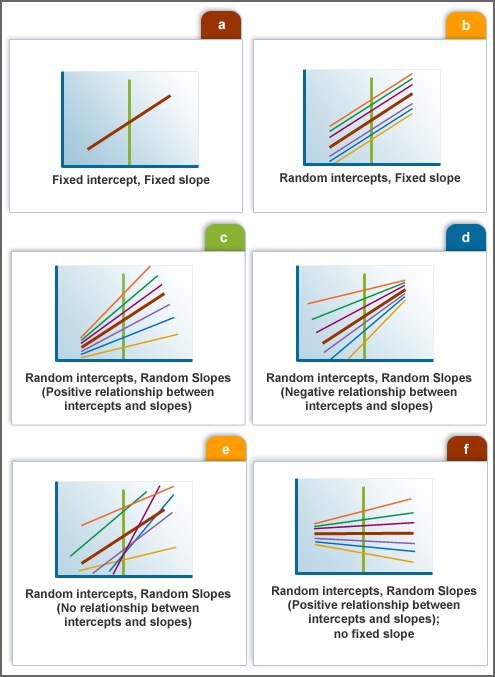 a
b
Fixed intercept, Fixed slope
Random intercepts, Fixed slope
c
d
Random intercepts, Random Slopes
(Positive relationship between
intercepts and slopes)
Random intercepts, Random Slopes
(Negative relationship between
intercepts and slopes)
e
f
Random intercepts, Random Slopes
(No relationship between
intercepts and slopes)
Random intercepts, Random Slopes
(Positive relationship between
intercepts and slopes);
no fixed slope